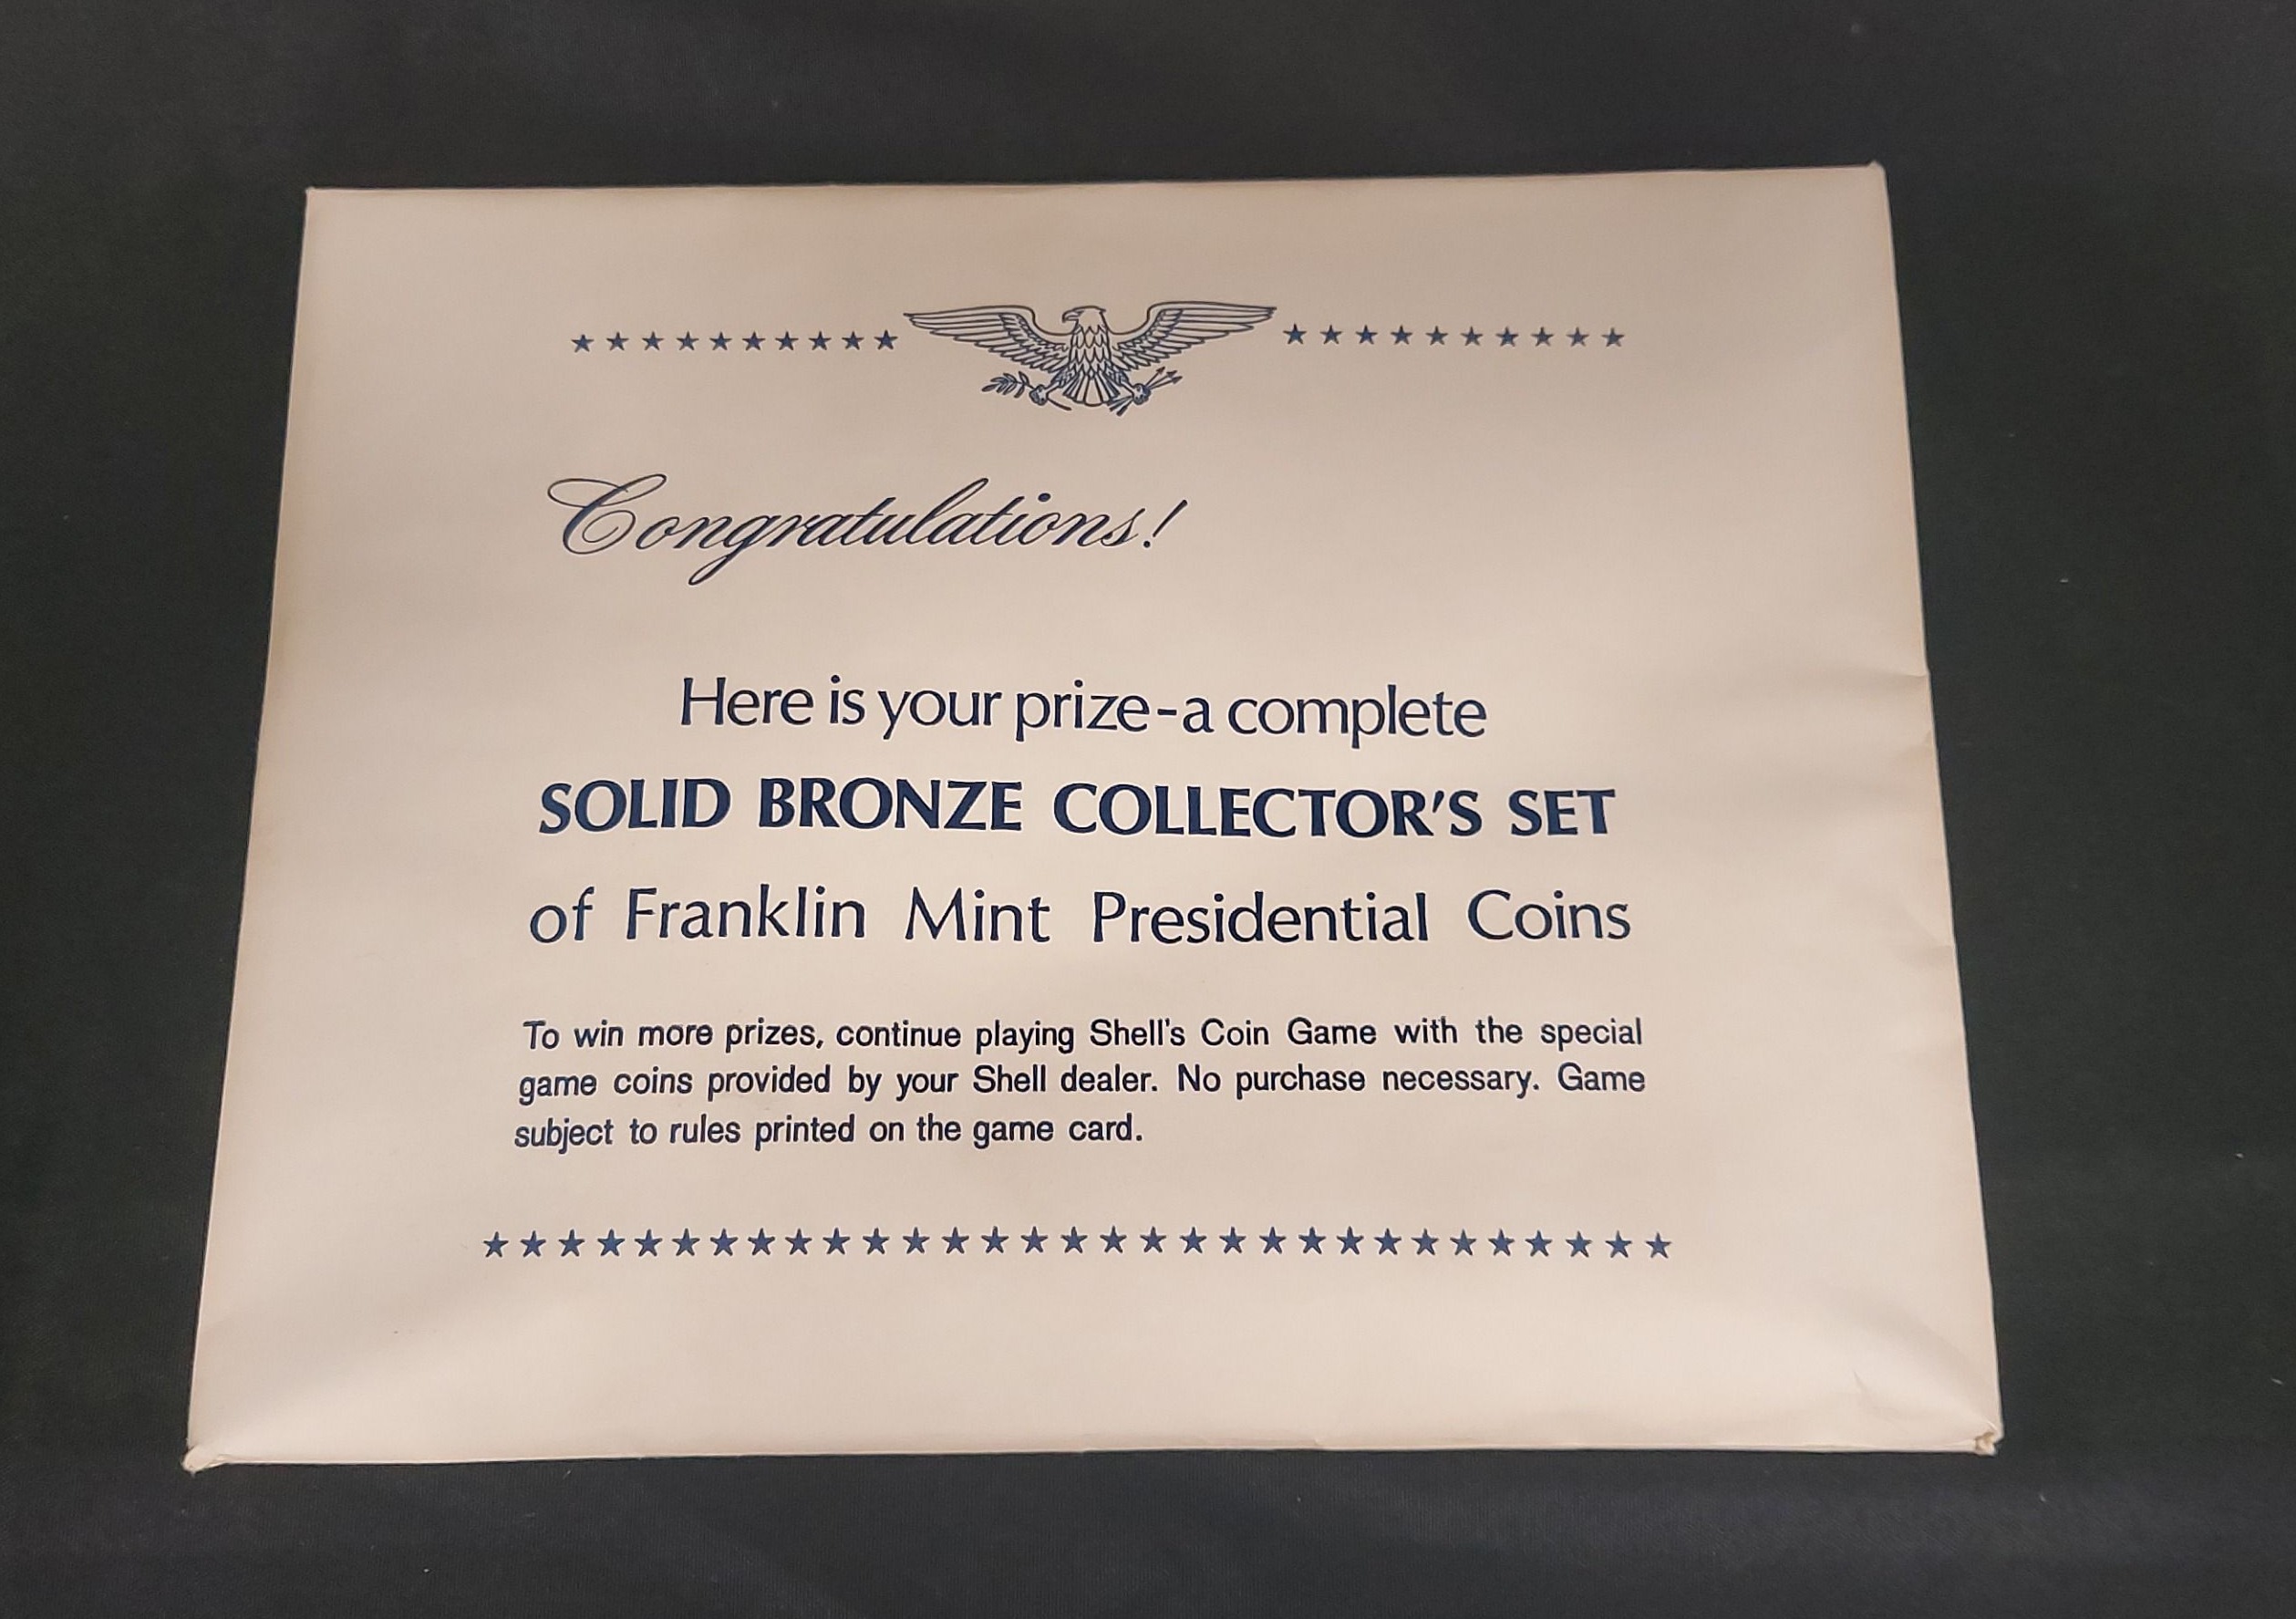 Congratulations!
Here is your prize-a complete
SOLID BRONZE COLLECTOR'S SET
of Franklin Mint Presidential Coins
To win more prizes, continue playing Shell's Coin Game with the special
game coins provided by your Shell dealer. No purchase necessary. Game
subject to rules printed on the game card.